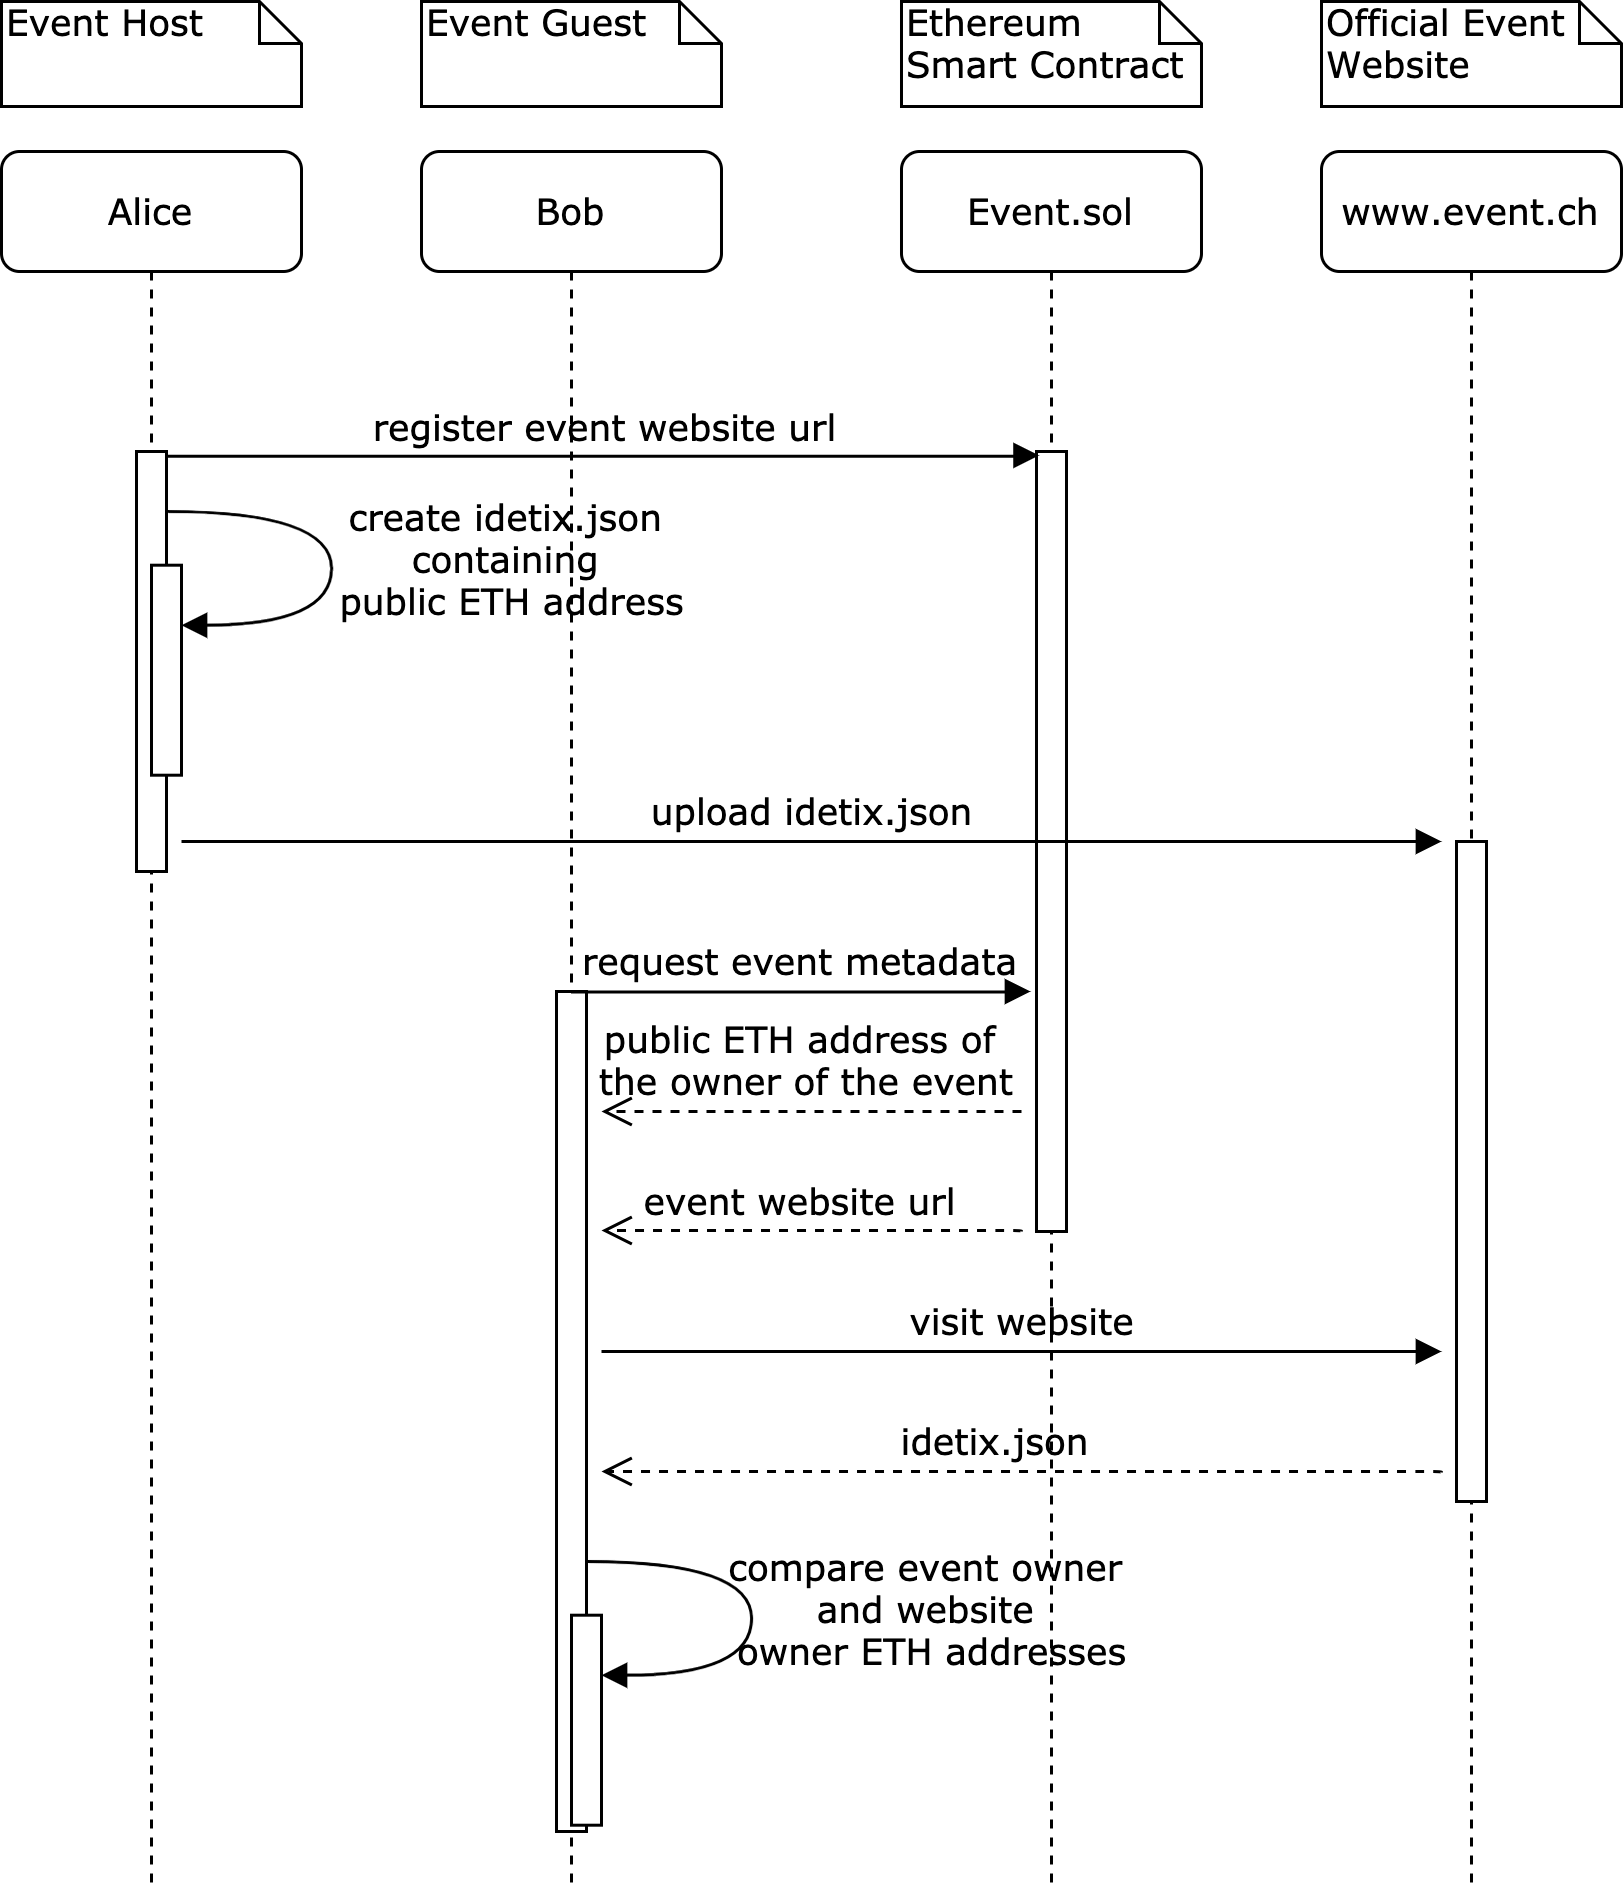 Event Host
Event Guest
Ethereum
Smart Contract
Official Event
Website
Alice
Bob
Event.sol
www.event.ch
register event website url
create idetix.json
containing
public ETH address
upload idetix.json
request event metadata
public ETH address of
the owner of the event
event website url
visit website
idetix.json
compare event owner
and website
owner ETH addresses